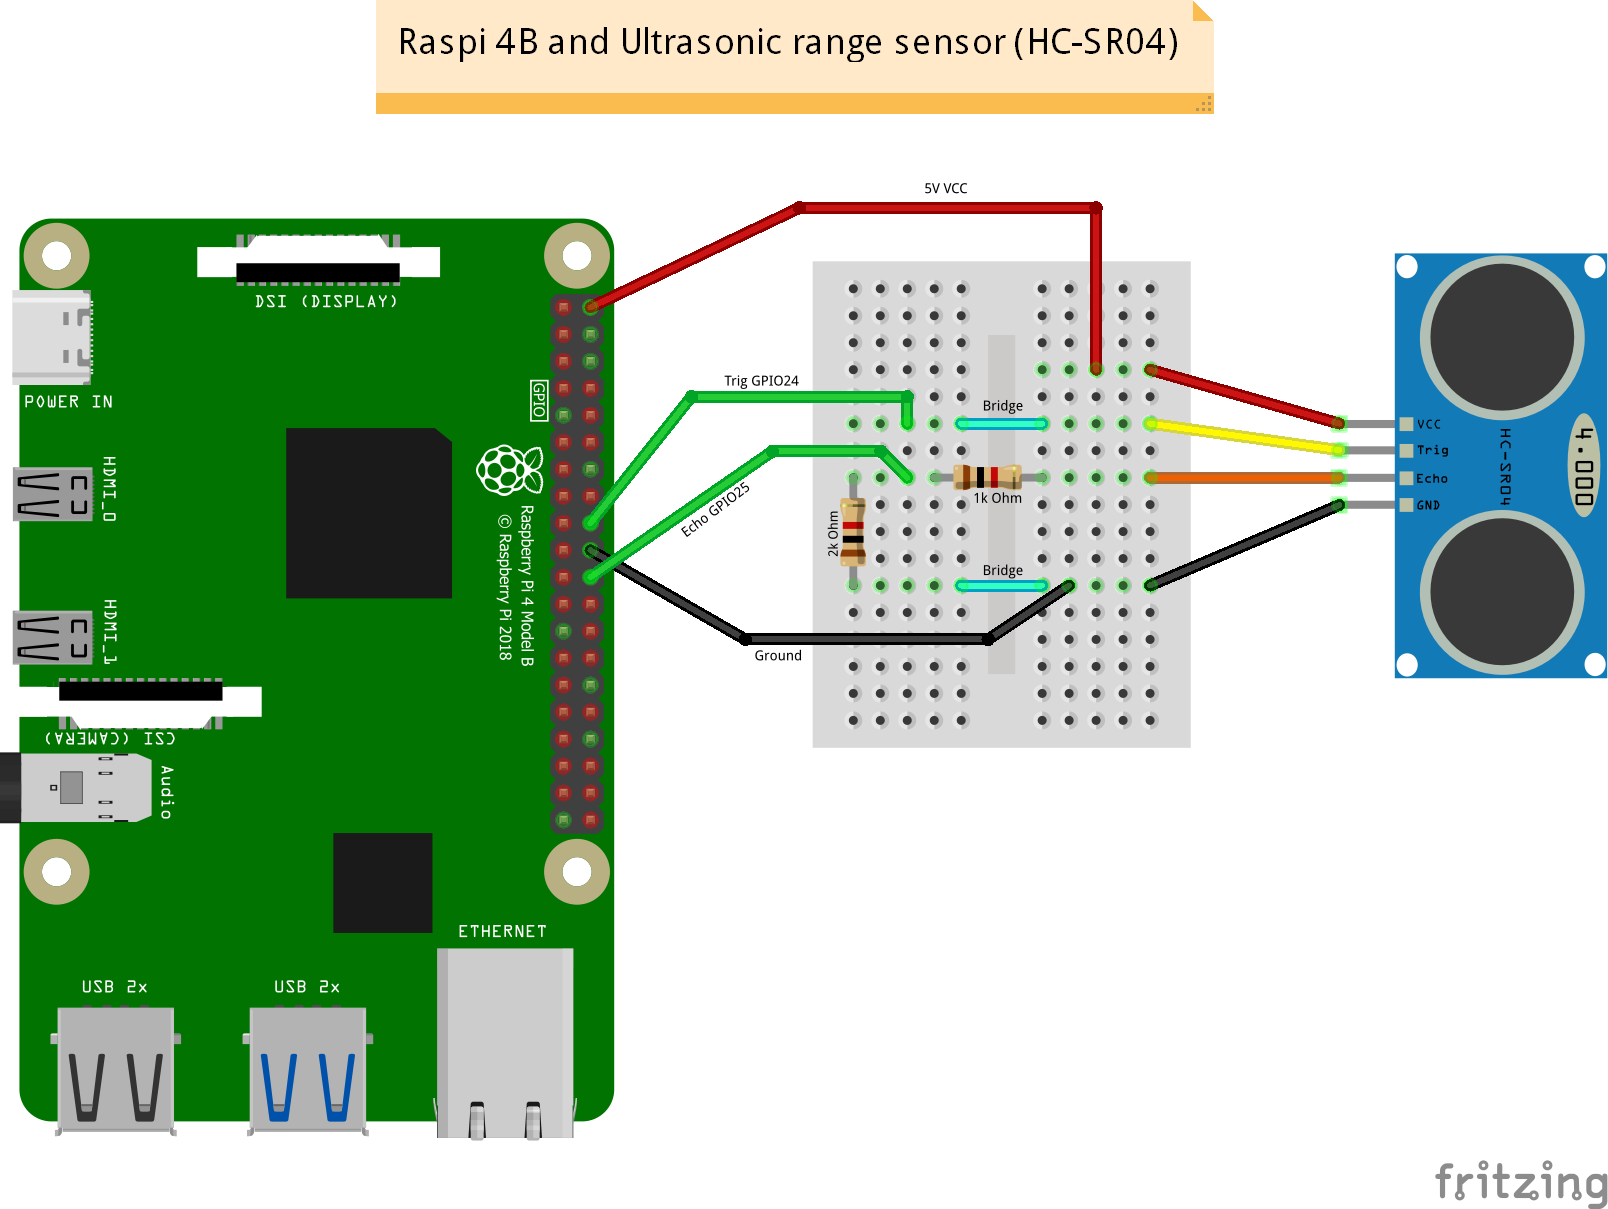 Raspi 4B and Ultrasonic range sensor (HC-SR04)
5V VCC
DSI (DISPLAY)
POWER IN
GPIO
Trig GPIO24
Bridge
VCC
Trig
Echo
GND
HC-SR04
4.000
HDMI_0
Raspberry Pi 4 Model B
© Raspberry Pi 2018
Echo GPIO25
1k Ohm
2k Ohm
Bridge
HDMI_1
Ground
CSI (CAMERA)
Audio
ETHERNET
USB 2x
USB 2x
fritzing